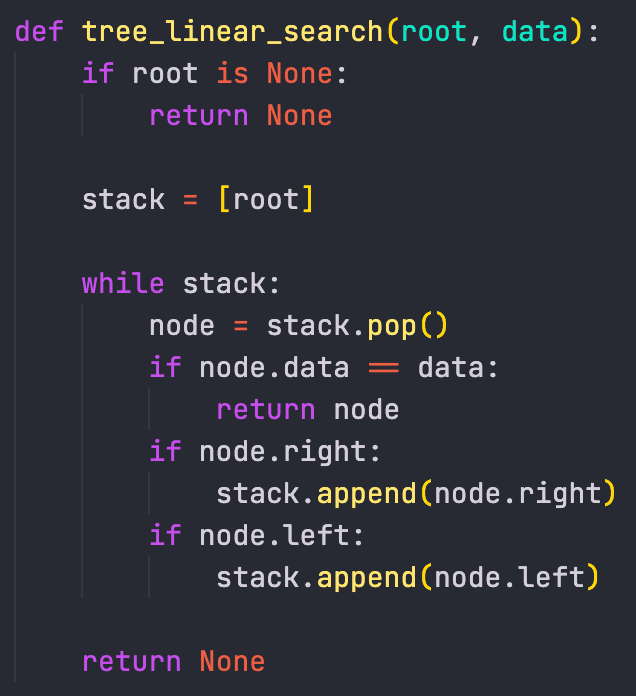 def tree_linear_search(root, data):
    if root is None:
        return None

    stack = [root]

    while stack:
        node = stack.pop()
        if node.data == data:
            return node
        if node.right:
            stack.append(node.right)
        if node.left:
            stack.append(node.left)

    return None